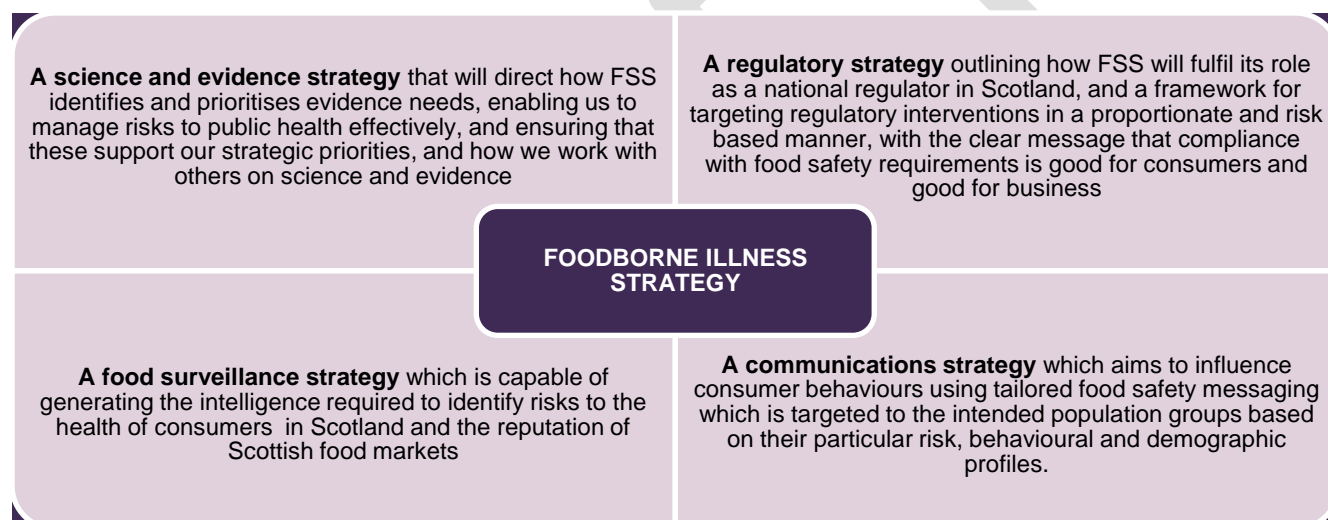 A science and evidence strategy that will direct how FSS
identifies and prioritises evidence needs, enabling us to
manage risks to public health effectively, and ensuring that
these support our strategic priorities, and how we work with
others on science and evidence
A regulatory strategy outlining how FSS will fulfil its role
as a national regulator in Scotland, and a framework for
targeting regulatory interventions in a proportionate and risk
based manner, with the clear message that compliance
with food safety requirements is good for consumers and
good for business
FOODBORNE ILLNESS
STRATEGY
A food surveillance strategy which is capable of
generating the intelligence required to identify risks to the
health of consumers in Scotland and the reputation of
Scottish food markets
A communications strategy which aims to influence
consumer behaviours using tailored food safety messaging
which is targeted to the intended population groups based
on their particular risk, behavioural and demographic
profiles.